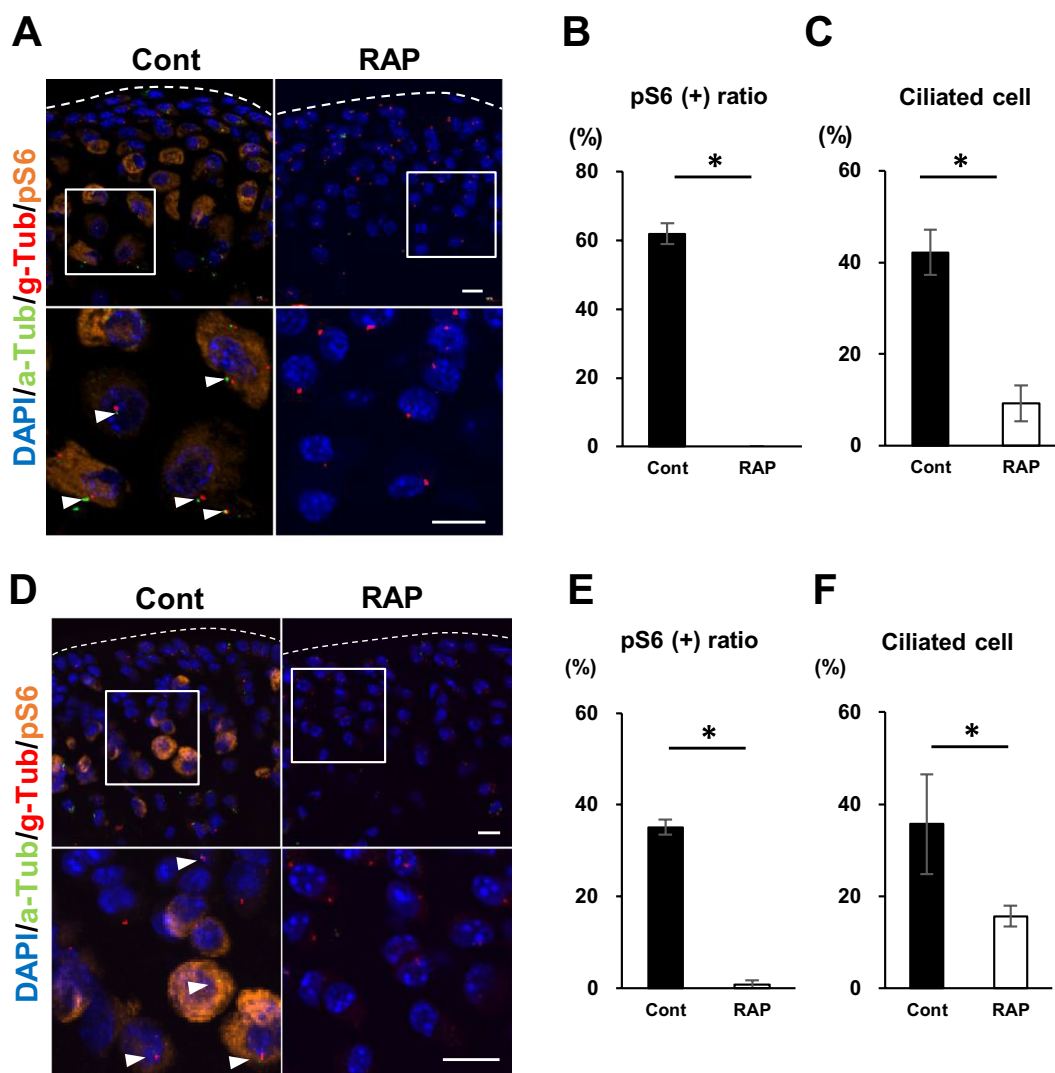 A
Cont RAP
DAPI/a-Tub/g-Tub/pS6
B
pS6 (+) ratio
(%)
80
60
40
20
0
*
Cont RAP
C
Ciliated cell
(%)
60
40
20
0
*
Cont RAP
D
Cont RAP
DAPI/a-Tub/g-Tub/pS6
E
pS6 (+) ratio
(%)
60
40
20
0
*
Cont RAP
F
Ciliated cell
(%)
60
40
20
0
*
Cont RAP